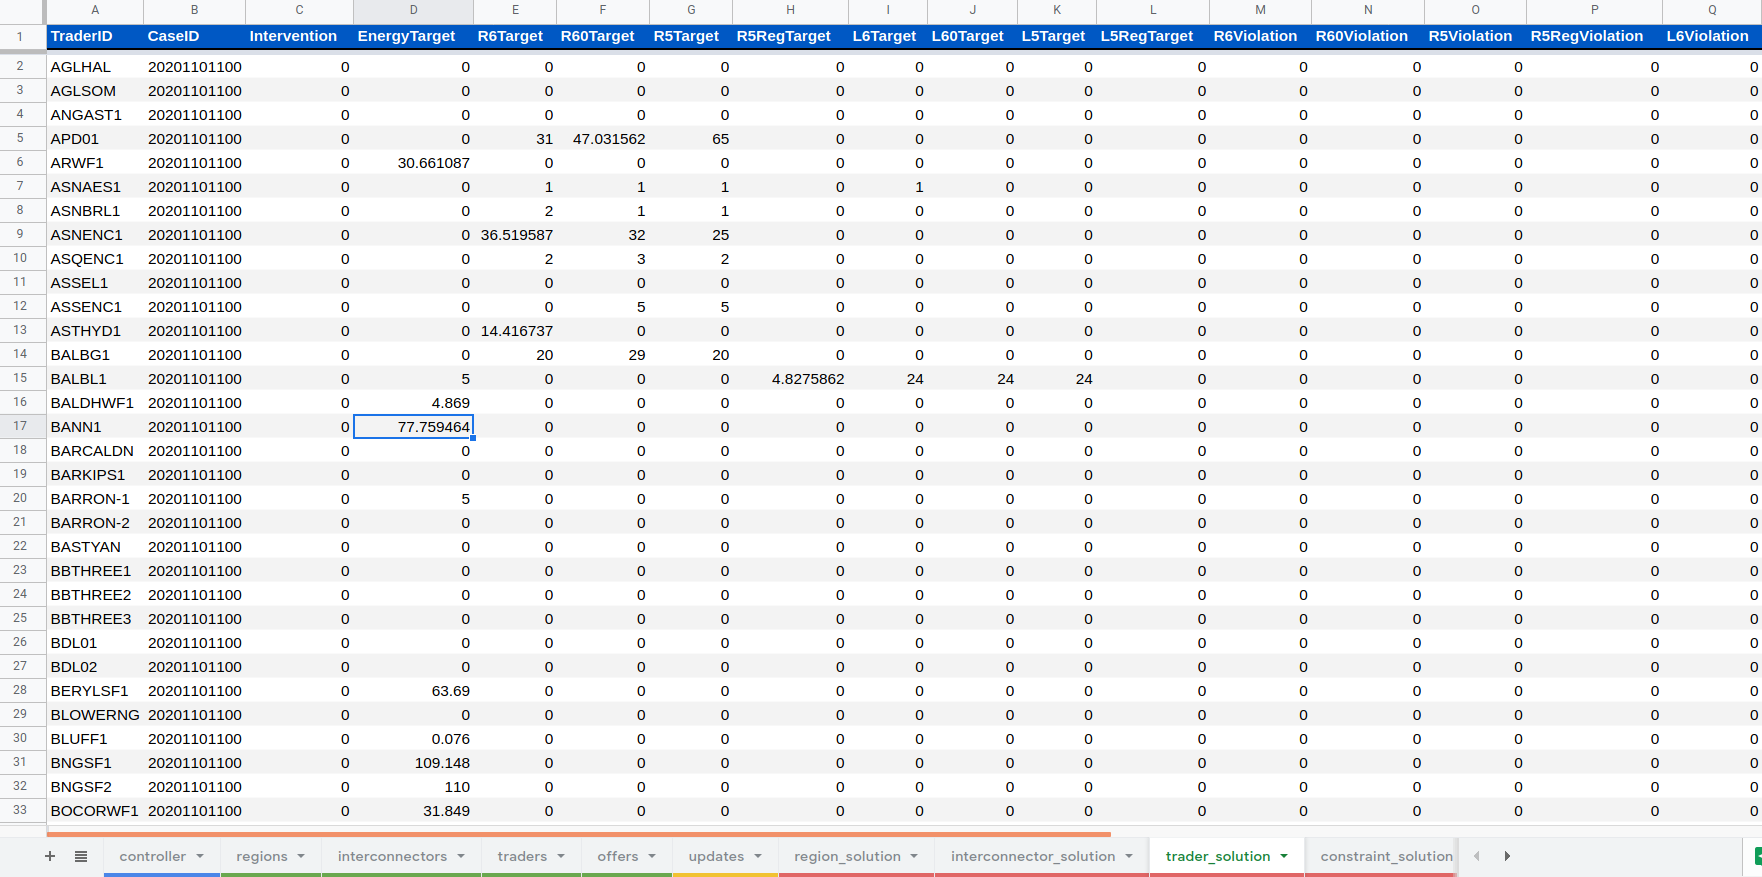 A B C D E F G H I J K L M N O P Q
1 TraderID CaseID Intervention EnergyTarget R6Target R60Target R5Target R5RegTarget L6Target L60Target L5Target L5RegTarget R6Violation R60Violation R5Violation R5RegViolation L6Violation
2 AGLHAL 20201101100 0 0 0 0 0 0 0 0 0 0 0 0 0 0 0
3 AGLSOM 20201101100 0 0 0 0 0 0 0 0 0 0 0 0 0 0 0
4 ANGAST1 20201101100 0 0 0 0 0 0 0 0 0 0 0 0 0 0 0
5 APD01 20201101100 0 0 31 47.031562 65 0 0 0 0 0 0 0 0 0 0
6 ARWF1 20201101100 0 30.661087 0 0 0 0 0 0 0 0 0 0 0 0 0
7 ASNAES1 20201101100 0 0 1 1 1 0 1 0 0 0 0 0 0 0 0
8 ASNBRL1 20201101100 0 0 2 1 1 0 0 0 0 0 0 0 0 0 0
9 ASNENC1 20201101100 0 0 36.519587 32 25 0 0 0 0 0 0 0 0 0 0
10 ASQENC1 20201101100 0 0 2 3 2 0 0 0 0 0 0 0 0 0 0
11 ASSEL1 20201101100 0 0 0 0 0 0 0 0 0 0 0 0 0 0 0
12 ASSENC1 20201101100 0 0 0 5 5 0 0 0 0 0 0 0 0 0 0
13 ASTHYD1 20201101100 0 0 14.416737 0 0 0 0 0 0 0 0 0 0 0 0
14 BALBG1 20201101100 0 0 20 29 20 0 0 0 0 0 0 0 0 0 0
15 BALBL1 20201101100 0 5 0 0 0 4.8275862 24 24 24 0 0 0 0 0 0
16 BALDHWF1 20201101100 0 4.869 0 0 0 0 0 0 0 0 0 0 0 0 0
17 BANN1 20201101100 0 77.759464 0 0 0 0 0 0 0 0 0 0 0 0 0
18 BARCALDN 20201101100 0 0 0 0 0 0 0 0 0 0 0 0 0 0 0
19 BARKIPS1 20201101100 0 0 0 0 0 0 0 0 0 0 0 0 0 0 0
20 BARRON-1 20201101100 0 5 0 0 0 0 0 0 0 0 0 0 0 0 0
21 BARRON-2 20201101100 0 0 0 0 0 0 0 0 0 0 0 0 0 0 0
22 BASTYAN 20201101100 0 0 0 0 0 0 0 0 0 0 0 0 0 0 0
23 BBTHREE1 20201101100 0 0 0 0 0 0 0 0 0 0 0 0 0 0 0
24 BBTHREE2 20201101100 0 0 0 0 0 0 0 0 0 0 0 0 0 0 0
25 BBTHREE3 20201101100 0 0 0 0 0 0 0 0 0 0 0 0 0 0 0
26 BDL01 20201101100 0 0 0 0 0 0 0 0 0 0 0 0 0 0 0
27 BDL02 20201101100 0 0 0 0 0 0 0 0 0 0 0 0 0 0 0
28 BERYLSF1 20201101100 0 63.69 0 0 0 0 0 0 0 0 0 0 0 0 0
29 BLOWERNG 20201101100 0 0 0 0 0 0 0 0 0 0 0 0 0 0 0
30 BLUFF1 20201101100 0 0.076 0 0 0 0 0 0 0 0 0 0 0 0 0
31 BNGSF1 20201101100 0 109.148 0 0 0 0 0 0 0 0 0 0 0 0 0
32 BNGSF2 20201101100 0 110 0 0 0 0 0 0 0 0 0 0 0 0 0
33 BOCORWF1 20201101100 0 31.849 0 0 0 0 0 0 0 0 0 0 0 0 0
controller regions interconnectors traders offers updates region_solution interconnector_solution trader_solution constraint_solution